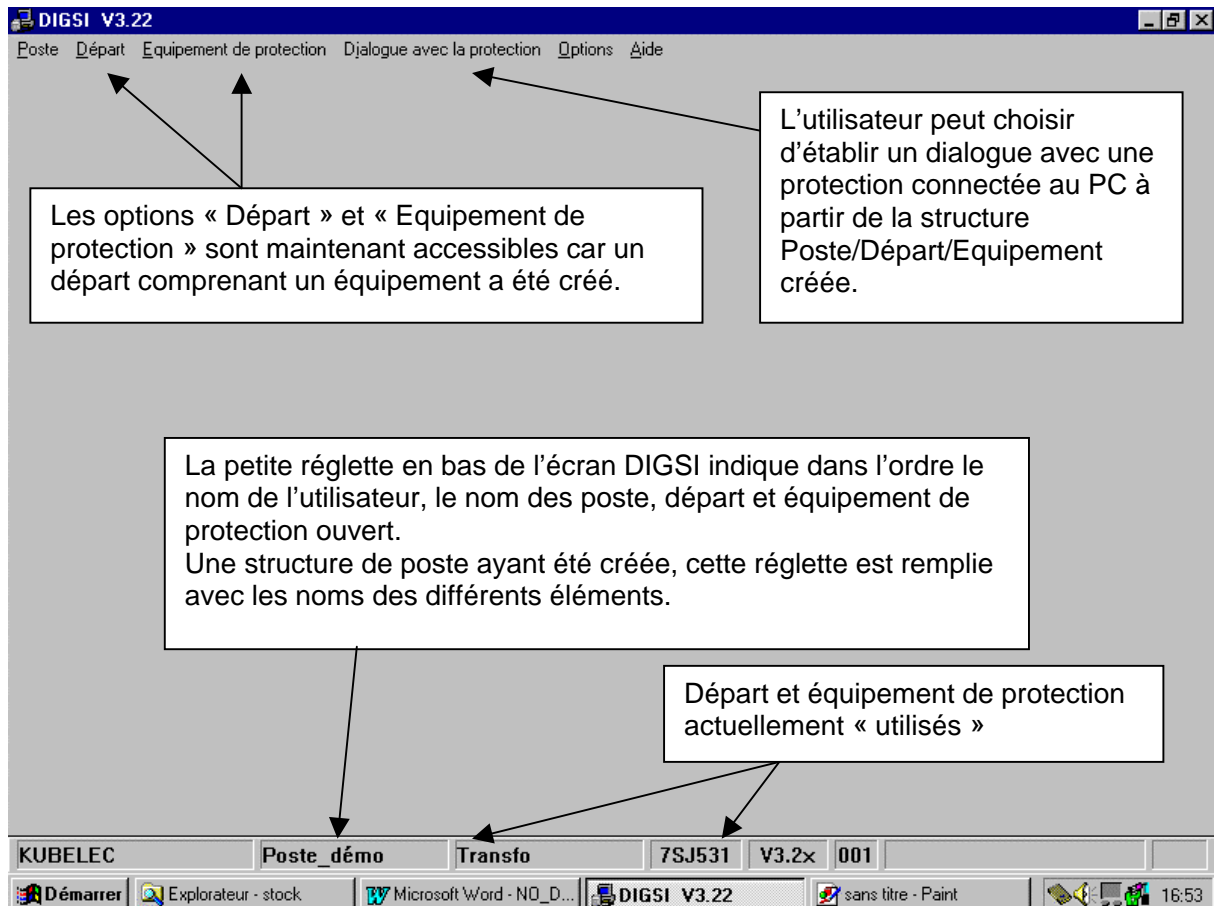 DIGSI V3.22
Poste Départ Equipement de protection Dialogue avec la protection Options Aide
L'utilisateur peut choisir
d'établir un dialogue avec une
protection connectée au PC à
partir de la structure
Poste/Départ/Equipement
créée.
Les options « Départ » et « Equipement de
protection » sont maintenant accessibles car un
départ comprenant un équipement a été créé.
La petite réglette en bas de l'écran DIGSI indique dans l'ordre le
nom de l'utilisateur, le nom des poste, départ et équipement de
protection ouvert.
Une structure de poste ayant été créée, cette réglette est remplie
avec les noms des différents éléments.
Départ et équipement de protection
actuellement « utilisés »
KUBELEC Poste_démo Transfo 7SJ531 V3.2x 001
Démarrer Explorateur - stock Microsoft Word - NO_D... DIGSI V3.22 sans titre - Paint 16:53